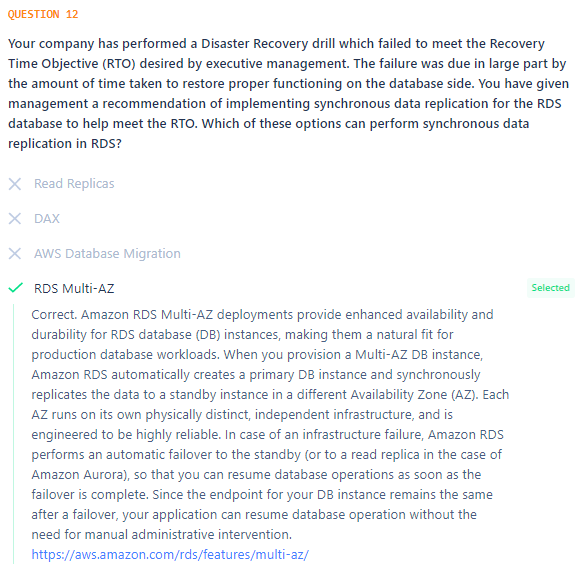 QUESTION 12
Your company has performed a Disaster Recovery drill which failed to meet the Recovery
Time Objective (RTO) desired by executive management. The failure was due in large part by
the amount of time taken to restore proper functioning on the database side. You have given
management a recommendation of implementing synchronous data replication for the RDS
database to help meet the RTO. Which of these options can perform synchronous data
replication in RDS?
Read Replicas
DAX
AWS Database Migration
RDS Multi-AZ
Selected
Correct. Amazon RDS Multi-AZ deployments provide enhanced availability and
durability for RDS database (DB) instances, making them a natural fit for
production database workloads. When you provision a Multi-AZ DB instance,
Amazon RDS automatically creates a primary DB instance and synchronously
replicates the data to a standby instance in a different Availability Zone (AZ). Each
AZ runs on its own physically distinct, independent infrastructure, and is
engineered to be highly reliable. In case of an infrastructure failure, Amazon RDS
performs an automatic failover to the standby (or to a read replica in the case of
Amazon Aurora), so that you can resume database operations as soon as the
failover is complete. Since the endpoint for your DB instance remains the same
after a failover, your application can resume database operation without the
need for manual administrative intervention.
https://aws.amazon.com/rds/features/multi-az/